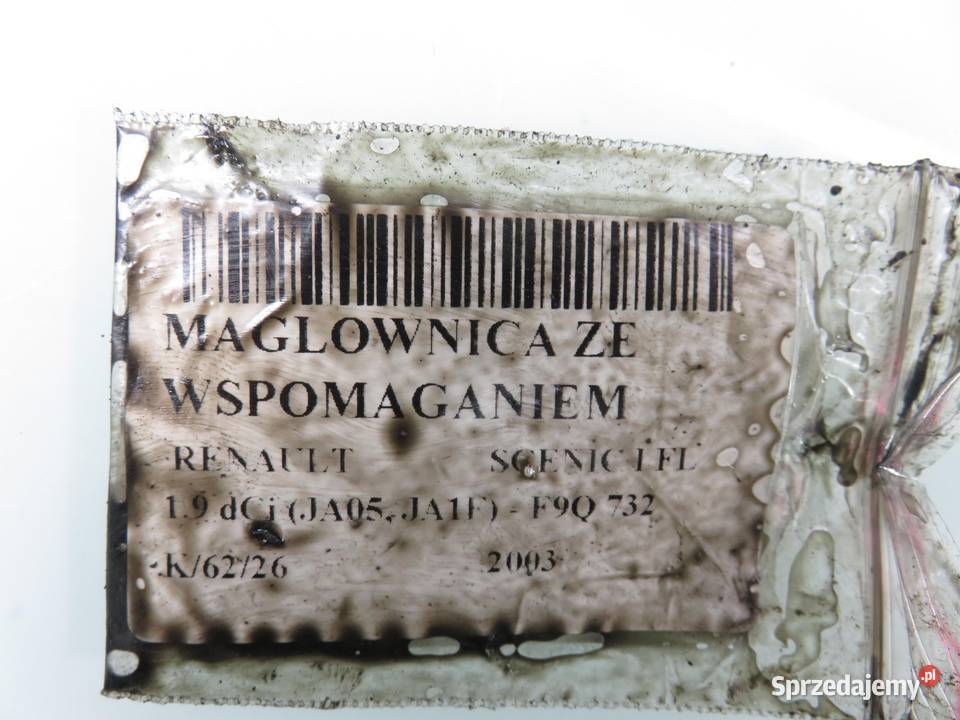 MAGLOWNICA ZE
WSPOMAGANIEM
RENAULT SCENIC I FL
1.9 dCi (JA05, JA1F) - F9Q 732
K/62/26 2003
Sprzedajemy.pl